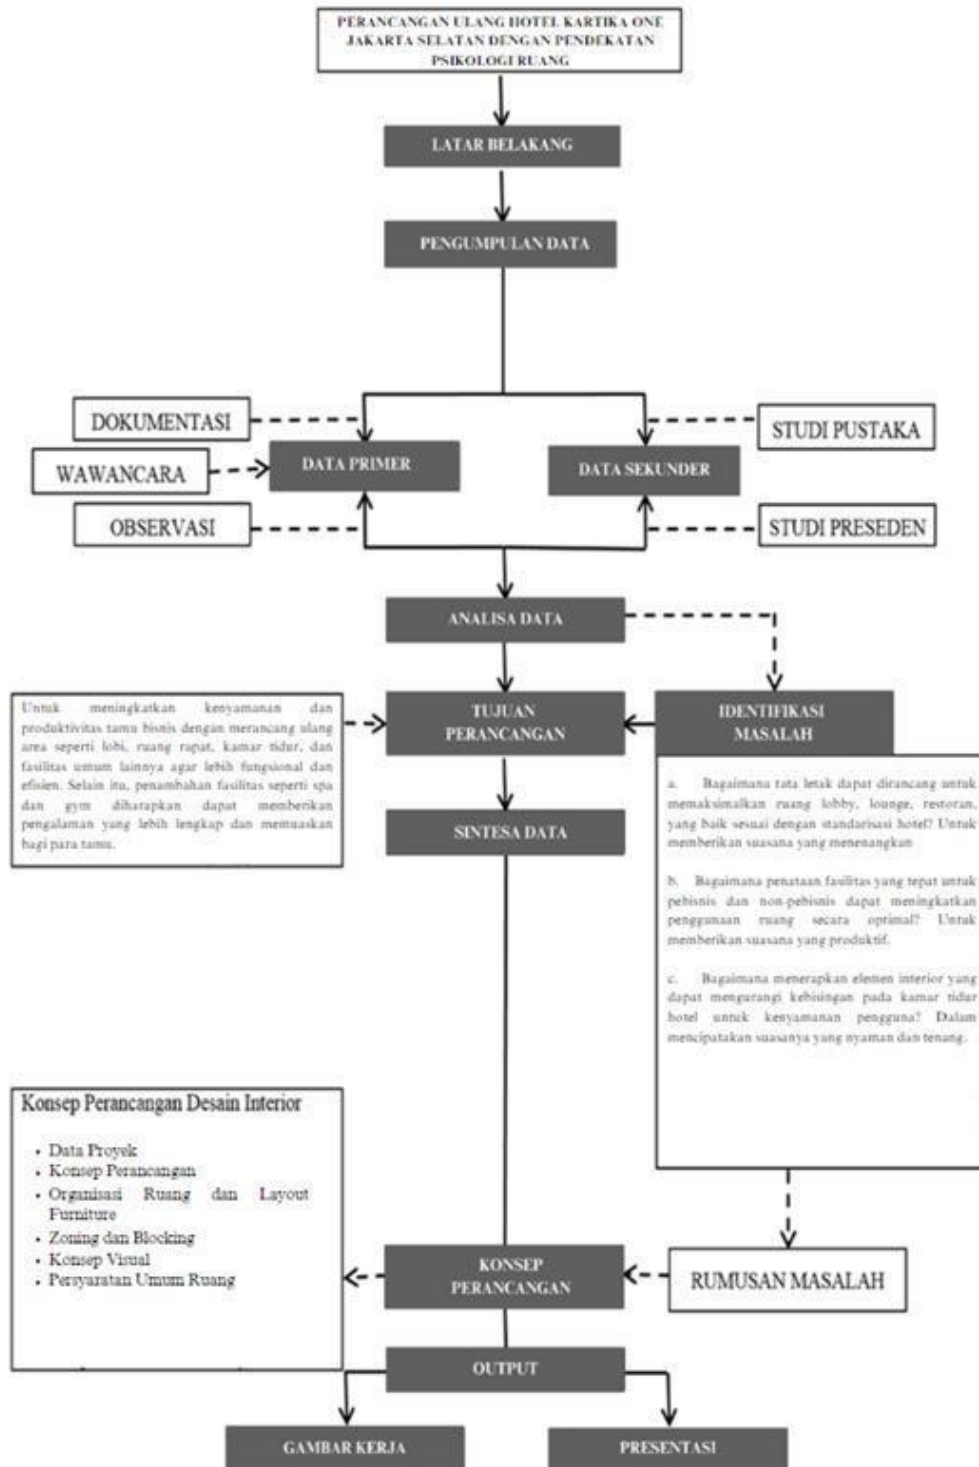 PERANCANGAN ULANG HOTEL KARTIKA ONE
JAKARTA SELATAN DENGAN PENDEKATAN
PSIKOLOGI RUANG
LATAR BELAKANG
PENGUMPULAN DATA
DOKUMENTASI
WAWANCARA
OBSERVASI
DATA PRIMER
DATA SEKUNDER
STUDI PUSTAKA
STUDI PRESEDEN
ANALISA DATA
Untuk meningkatkan kenyamanan dan
produktivitas tamu bisnis dengan merancang ulang
area seperti lobi, ruang rapat, kamar tidur, dan
fasilitas umum lainnya agar lebih fungsional dan
efisien. Selain itu, penambahan fasilitas seperti spa
dan gym diharapkan dapat memberikan
pengalaman yang lebih lengkap dan memuaskan
bagi para tamu.
TUJUAN
PERANCANGAN
IDENTIFIKASI
MASALAH
SINTESA DATA
a. Bagaimana tata letak dapat dirancang untuk
memaksimalkan ruang lobby, lounge, restoran,
yang baik sesuai dengan standarisasi hotel? Untuk
memberikan suasana yang menenangkan
b. Bagaimana penataan fasilitas yang tepat untuk
pebisnis dan non-pebisnis dapat meningkatkan
penggunaan ruang secara optimal? Untuk
memberikan suasana yang produktif.
c. Bagaimana menerapkan elemen interior yang
dapat mengurangi kebisingan pada kamar tidur
hotel untuk kenyamanan pengguna? Dalam
mencipatakan suasanya yang nyaman dan tenang.
Konsep Perancangan Desain Interior
• Data Proyek
• Konsep Perancangan
• Organisasi Ruang dan Layout
Furniture
• Zoning dan Blocking
• Konsep Visual
• Persyaratan Umum Ruang
KONSEP
PERANCANGAN
RUMUSAN MASALAH
OUTPUT
GAMBAR KERJA
PRESENTASI